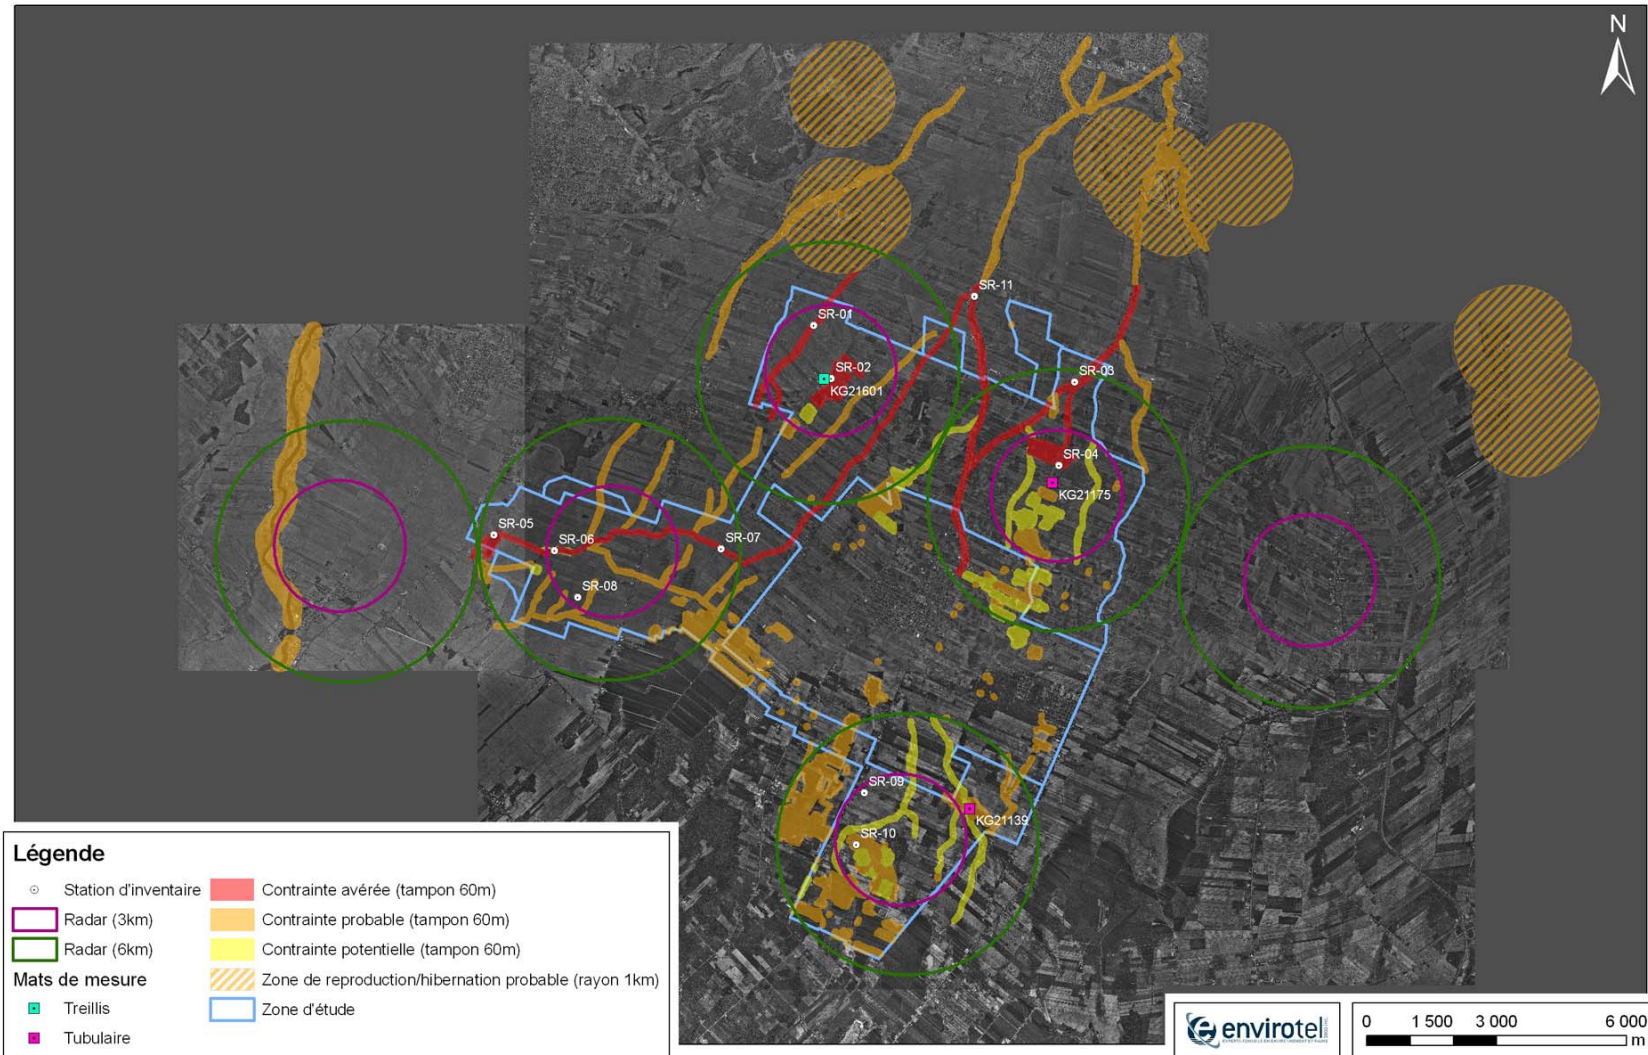 N
SR-11
SR-01
SR-02
KG21601
SR-03
SR-04
KG21175
SR-05
SR-06
SR-07
SR-08
SR-09
KG21139
SR-10
Légende
Station d'inventaire
Radar (3km)
Radar (6km)
Mats de mesure
Treillis
Tubulaire
Contrainte avérée (tampon 60m)
Contrainte probable (tampon 60m)
Contrainte potentielle (tampon 60m)
Zone de reproduction/hibernation probable (rayon 1km)
Zone d'étude
envirotel
0 1 500 3 000 6 000
m